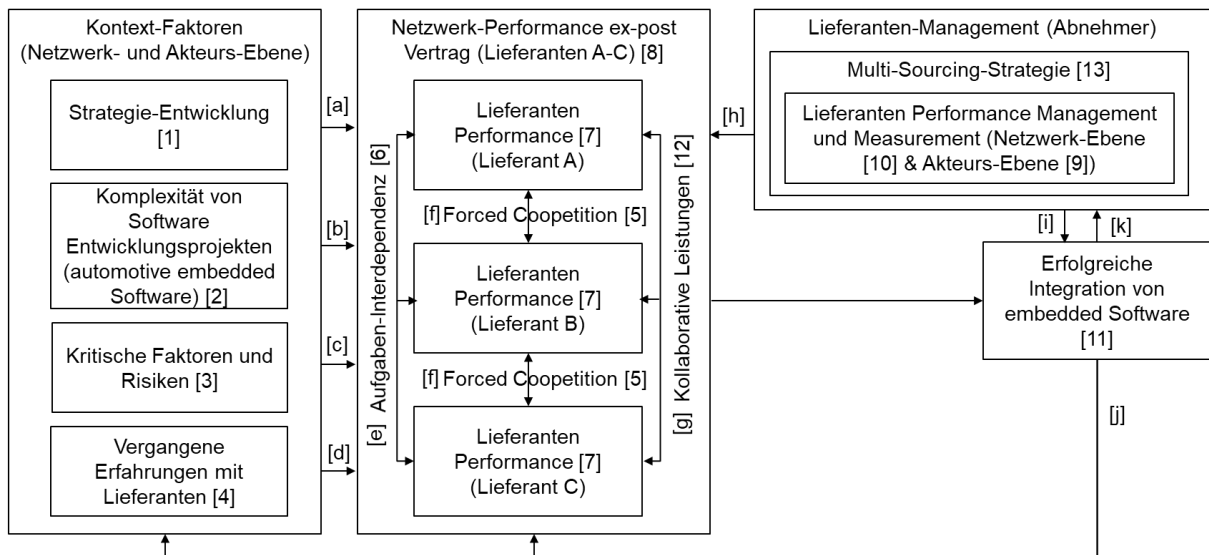 Kontext-Faktoren
(Netzwerk- und Akteurs-Ebene)
Strategie-Entwicklung
[1]
Komplexität von
Software
Entwicklungsprojekten
(automotive embedded
Software) [2]
Kritische Faktoren und
Risiken [3]
Vergangene
Erfahrungen mit
Lieferanten [4]
[a]
[b]
[c]
[d]
Netzwerk-Performance ex-post
Vertrag (Lieferanten A-C) [8]
[e] Aufgaben-Interdependenz [6]
Lieferanten
Performance [7]
(Lieferant A)
[f] Forced Coopetition [5]
Lieferanten
Performance [7]
(Lieferant B)
[f] Forced Coopetition [5]
Lieferanten
Performance [7]
(Lieferant C)
[g] Kollaborative Leistungen [12]
[h]
Lieferanten-Management (Abnehmer)
Multi-Sourcing-Strategie [13]
Lieferanten Performance Management
und Measurement (Netzwerk-Ebene
[10] & Akteurs-Ebene [9])
[i]
[k]
Erfolgreiche
Integration von
embedded Software
[11]
[j]